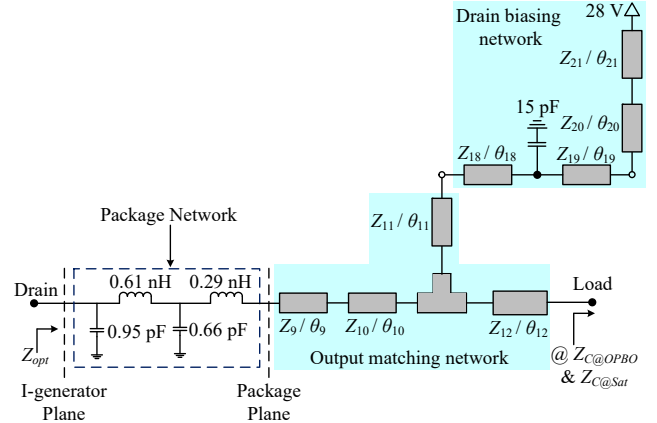 Drain biasing
network
28 V
Z21 / θ21
15 pF
Z20 / θ20
Z18 / θ18
Z19 / θ19
Z11 / θ11
Package Network
0.61 nH
0.29 nH
Drain
Load
0.95 pF
0.66 pF
Z9 / θ9
Z10 / θ10
Z12 / θ12
Zopt
Output matching network
@ ZC@OPBO
& ZC@Sat
I-generator
Plane
Package
Plane